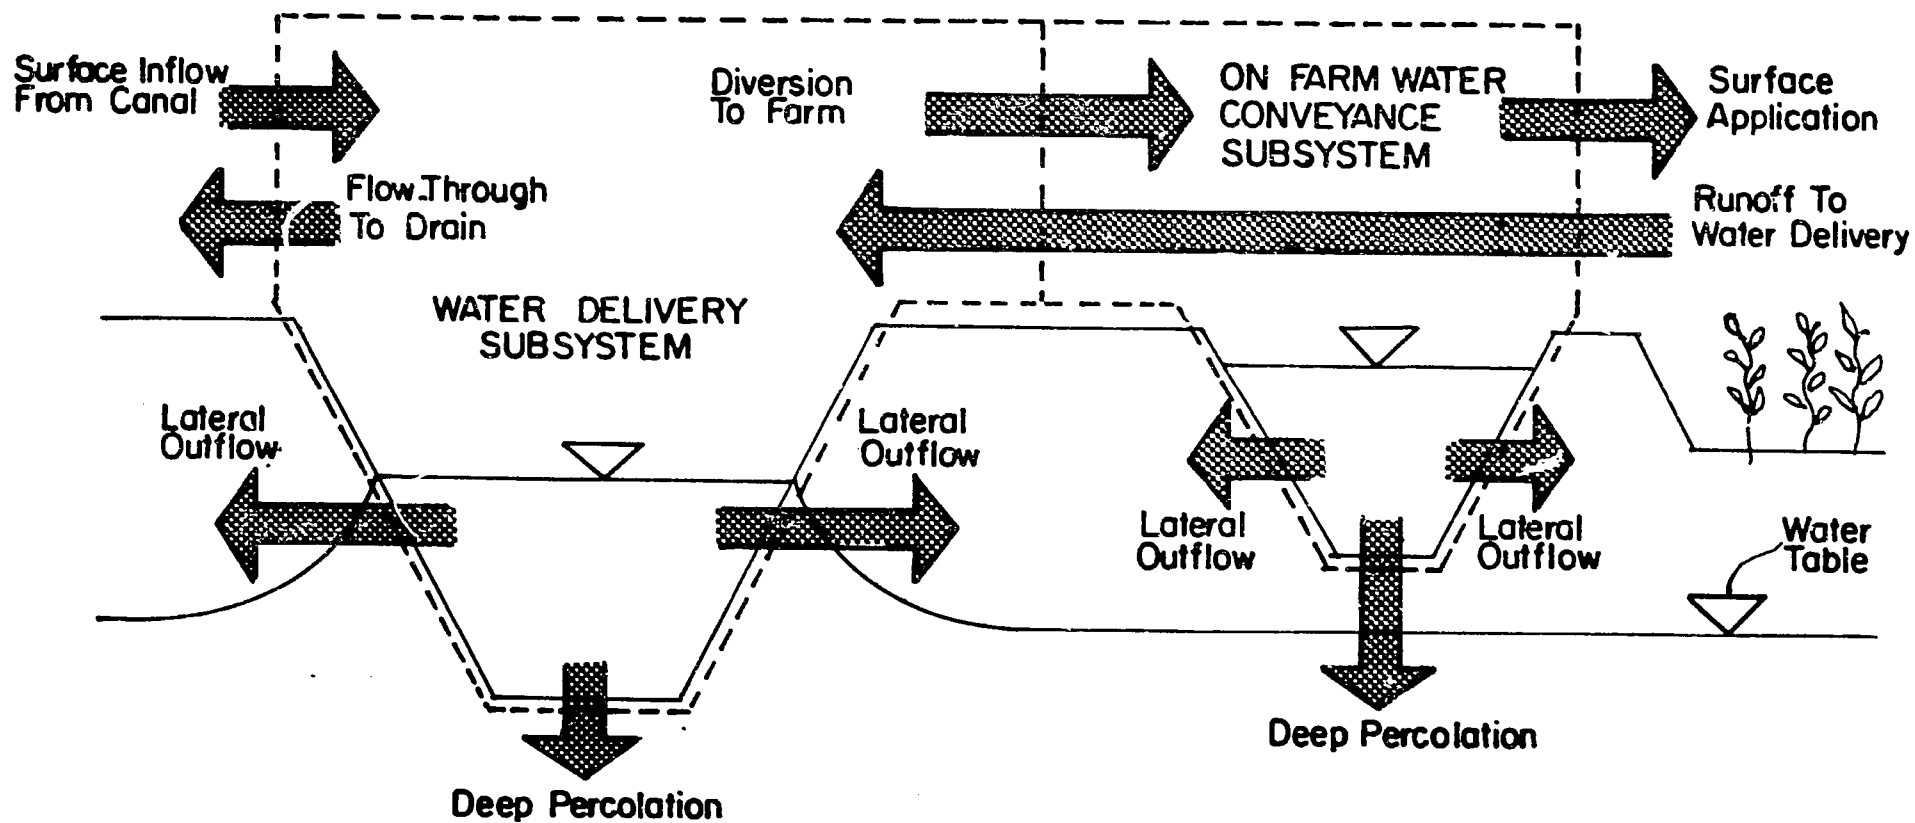 Surface Inflow
From Canal
Diversion
To Farm
ON FARM WATER
CONVEYANCE
SUBSYSTEM
Surface
Application
Flow-Through
To Drain
Runoff To
Water Delivery
WATER DELIVERY
SUBSYSTEM
Lateral
Outflow
Lateral
Outflow
Lateral
Outflow
Lateral
Outflow
Water
Table
Deep Percolation
Deep Percolation